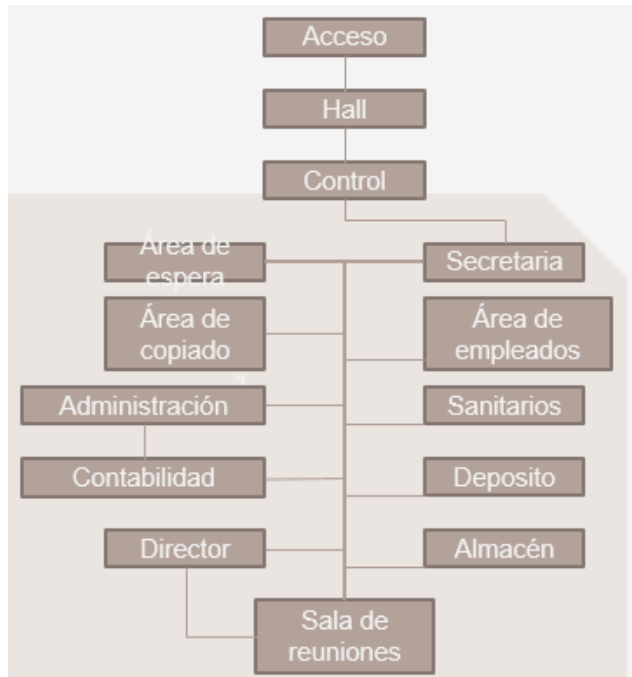 Acceso
Hall
Control
Área de
espera
Secretaria
Área de
copiado
Área de
empleados
Administración
Sanitarios
Contabilidad
Deposito
Director
Almacén
Sala de
reuniones